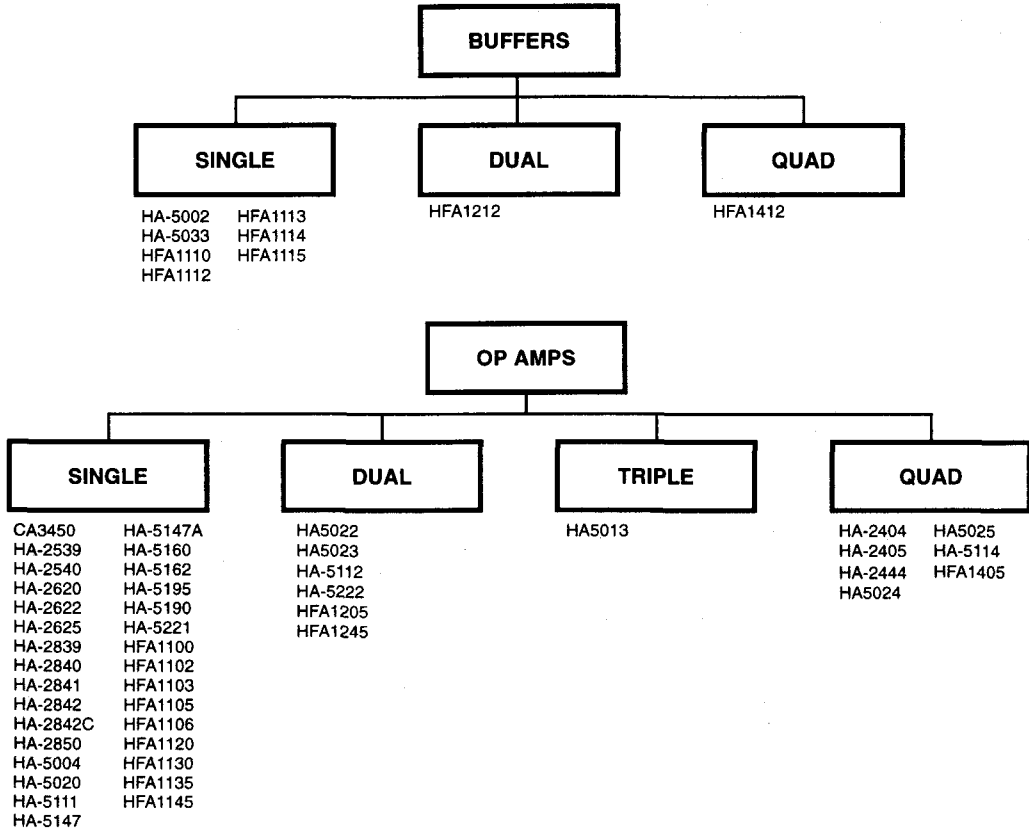 BUFFERS
SINGLE
DUAL
QUAD
HA-5002 HFA1113
HA-5033 HFA1114
HFA1110 HFA1115
HFA1112
HFA1212
HFA1412
OP AMPS
SINGLE
DUAL
TRIPLE
QUAD
CA3450 HA-5147A
HA-2539 HA-5160
HA-2540 HA-5162
HA-2620 HA-5195
HA-2622 HA-5190
HA-2625 HA-5221
HA-2839 HFA1100
HA-2840 HFA1102
HA-2841 HFA1103
HA-2842 HFA1105
HA-2842C HFA1106
HA-2850 HFA1120
HA-5004 HFA1130
HA-5020 HFA1135
HA-5111 HFA1145
HA-5147
HA5022
HA5023
HA-5112
HA-5222
HFA1205
HFA1245
HA5013
HA-2404 HA5025
HA-2405 HA-5114
HA-2444 HFA1405
HA5024